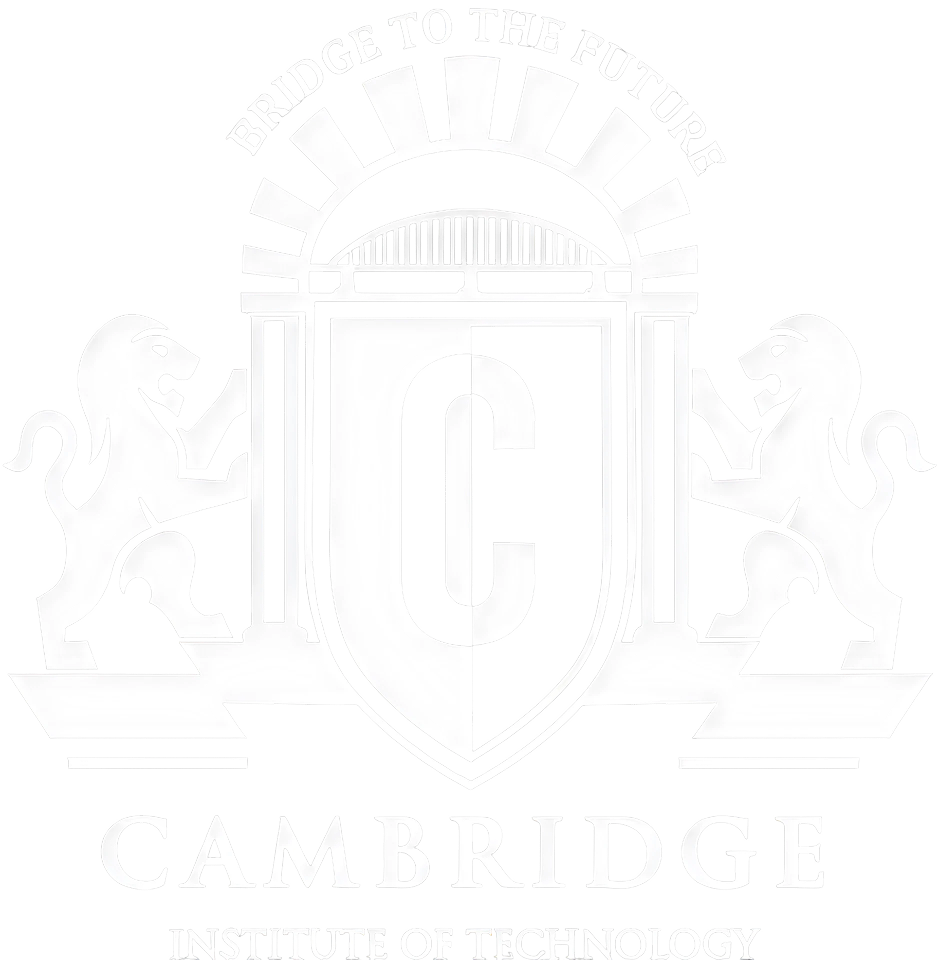 BRIDGE TO THE FUTURE
C
CAMBRIDGE
INSTITUTE OF TECHNOLOGY